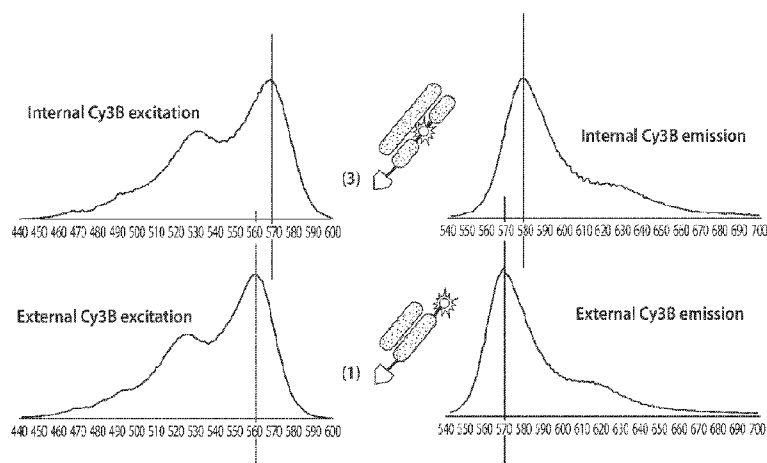 Internal Cy3B excitation
(3)
Internal Cy3B emission
440 450 460 470 480 490 500 510 520 530 540 550 560 570 580 590 600
540 550 560 570 580 590 600 610 620 630 640 650 660 670 680 690 700
External Cy3B excitation
(1)
External Cy3B emission
440 450 460 470 480 490 500 510 520 530 540 550 560 570 580 590 600
540 550 560 570 580 590 600 610 620 630 640 650 660 670 680 690 700